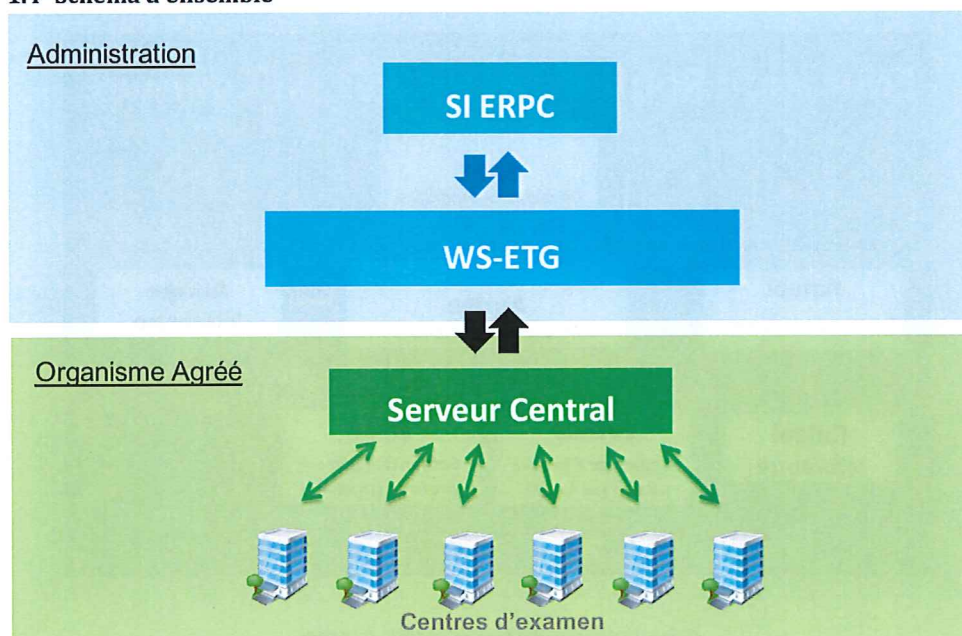 Administration
SI ERPC
WS-ETG
Organisme Agréé
Serveur Central
Centres d'examen